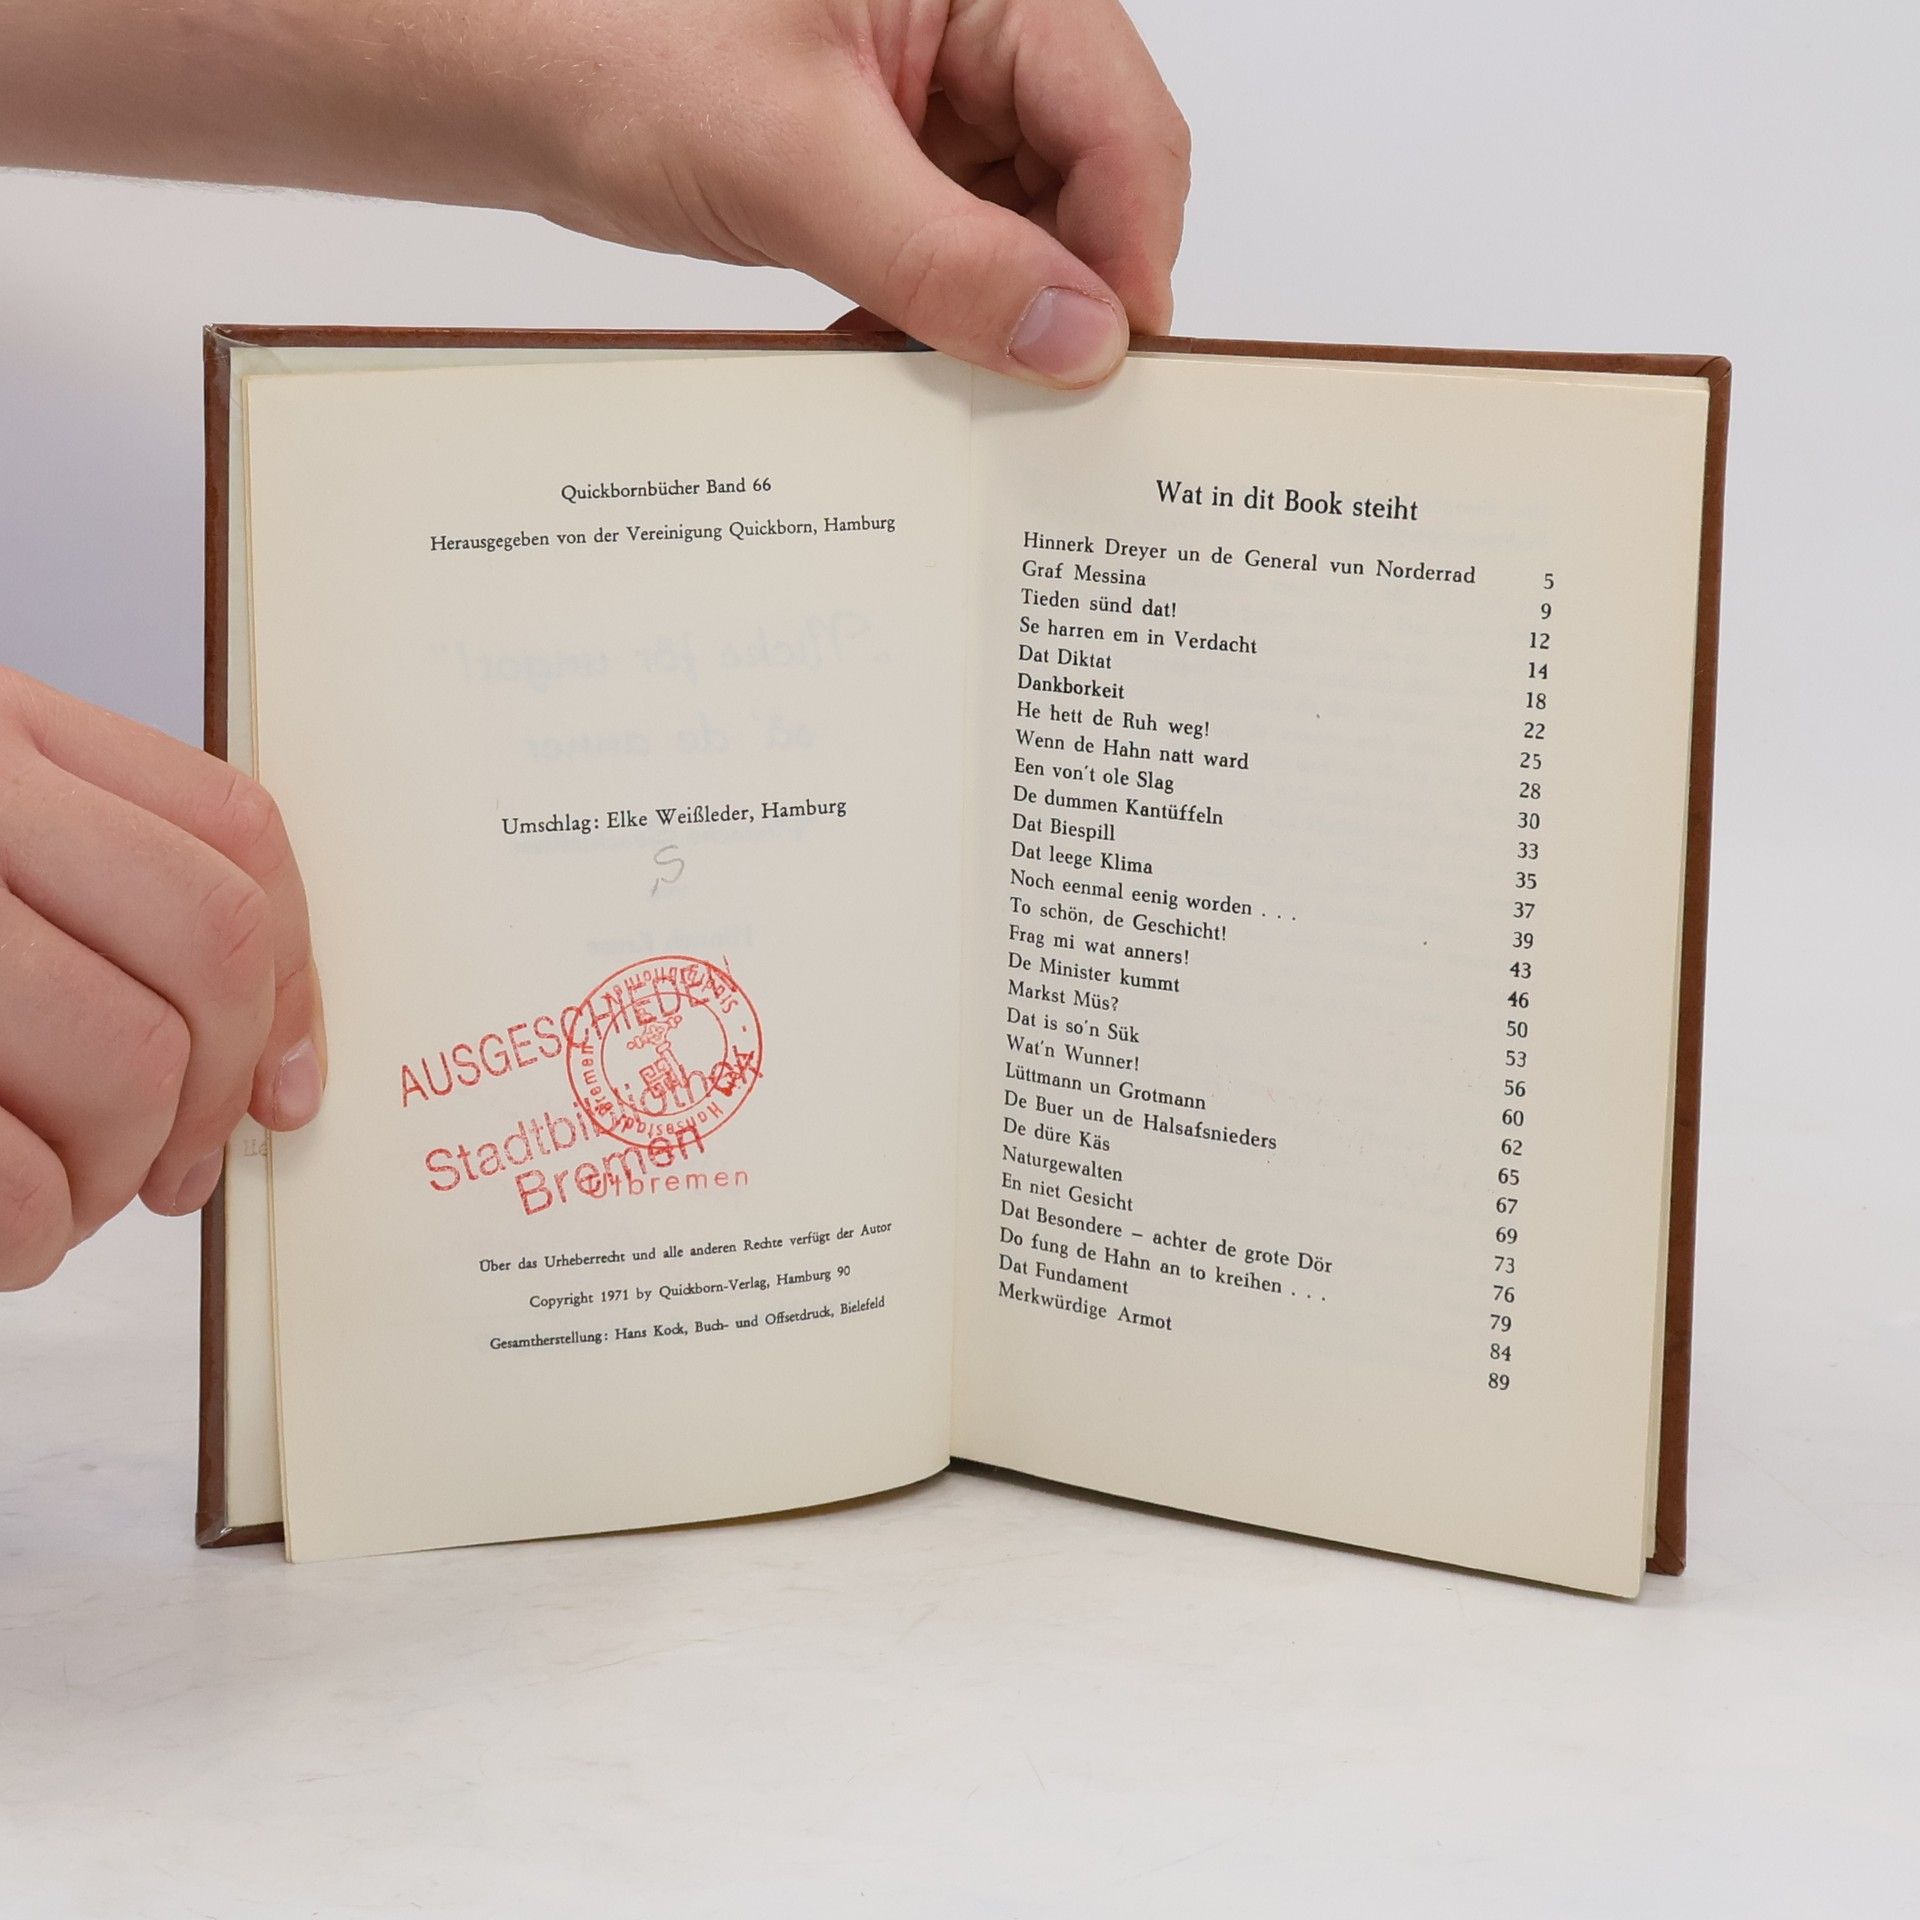 Quickbornbücher Band 66
Herausgegeben von der Vereinigung Quickborn, Hamburg
Umschlag: Elke Weißleder, Hamburg
AUSGESCHIEDEN
Stadtbibliothek
Bremen
Utbremen
Über das Urheberrecht und alle anderen Rechte verfügt der Autor
Copyright 1971 by Quickborn-Verlag, Hamburg 90
Gesamtherstellung: Hans Kock, Buch- und Offsetdruck, Bielefeld
Wat in dit Book steiht
Hinnerk Dreyer un de General vun Norderrad 5
Graf Messina 9
Tieden sünd dat! 12
Se harren em in Verdacht 14
Dat Diktat 18
Dankborkeit 22
He hett de Ruh weg! 25
Wenn de Hahn natt ward 28
Een von't ole Slag 30
De dummen Kantüffeln 33
Dat Biespill 35
Dat leege Klima 37
Noch eenmal eenig worden . . . 39
To schön, de Geschicht! 43
Frag mi wat anners! 46
De Minister kummt 50
Markst Müs? 53
Dat is so'n Sük 56
Wat'n Wunner! 60
Lüttmann un Grotmann 62
De Buer un de Halsafsnieders 65
De düre Käs 67
Naturgewalten 69
En niet Gesicht 73
Dat Besondere – achter de grote Dör 76
Do fung de Hahn an to kreihen . . . 79
Dat Fundament 84
Merkwürdige Armot 89